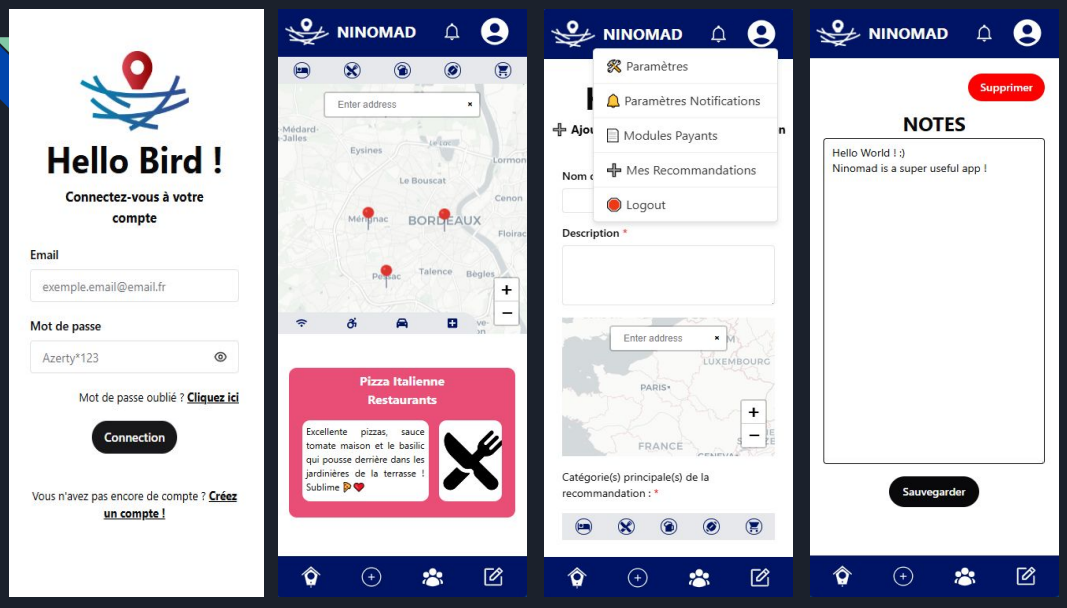 Hello Bird !
Connectez-vous à votre
compte
Email
exemple.email@email.fr
Mot de passe
Azerty*123
Mot de passe oublié ? Cliquez ici
Connection
Vous n'avez pas encore de compte ? Créez
un compte !
NINOMAD
Enter address
×
-Médard-
-Jalles
Eysines
Lormon
Le Bouscat
Cenon
Mérignac
BORDEAUX
Floirac
Pessac
Talence
Bègles
+
−
Pizza Italienne
Restaurants
Excellente pizzas, sauce
tomate maison et le basilic
qui pousse derrière dans les
jardinières de la terrasse !
Sublime 🍕❤️
NINOMAD
Paramètres
Paramètres Notifications
Modules Payants
Mes Recommandations
Logout
Ajou
n
Nom
Description *
Enter address
×
LUXEMBOURG
PARIS
FRANCE
+
−
Catégorie(s) principale(s) de la
recommandation : *
NINOMAD
Supprimer
NOTES
Hello World ! :)
Ninomad is a super useful app !
Sauvegarder